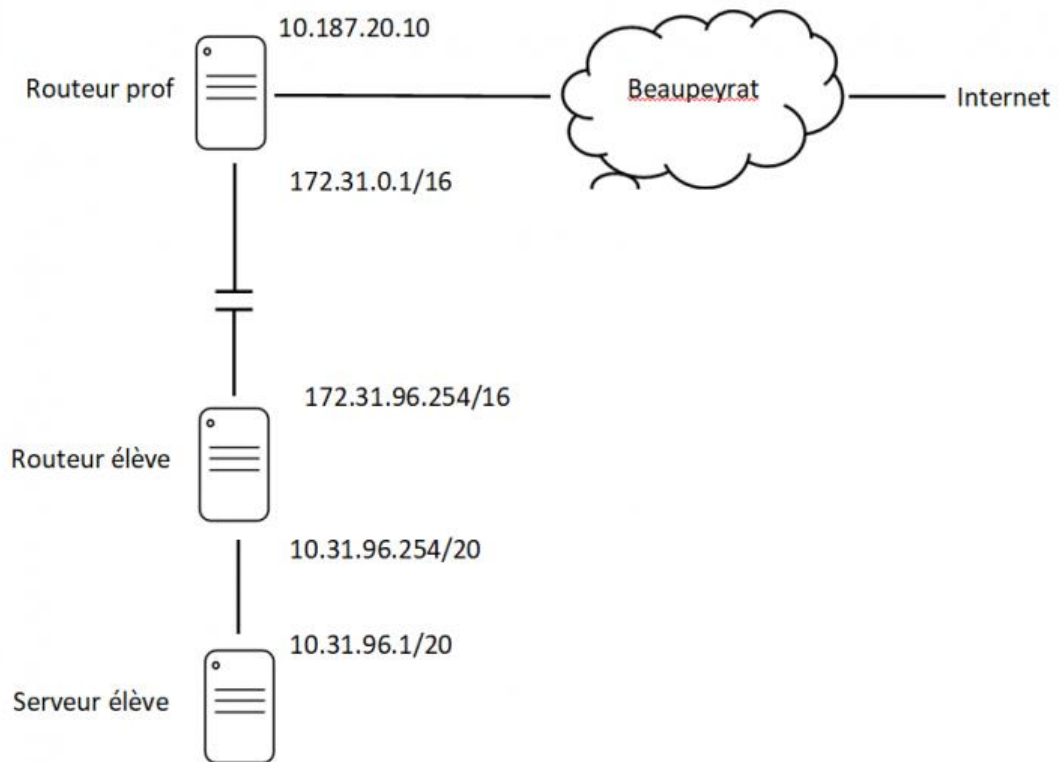 10.187.20.10
Routeur prof
Beaupeyrat
Internet
172.31.0.1/16
172.31.96.254/16
Routeur élève
10.31.96.254/20
10.31.96.1/20
Serveur élève